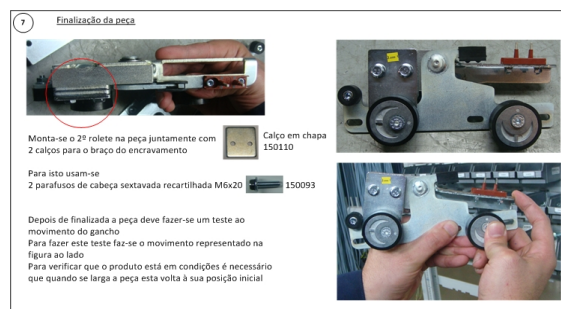 7
Finalização da peça
Monta-se o 2º rolete na peça juntamente com
2 calços para o braço do encravamento
Calço em chapa
150110
Para isto usam-se
2 parafusos de cabeça sextavada recartilhada M6x20
150093
Depois de finalizada a peça deve fazer-se um teste ao
movimento do gancho
Para fazer este teste faz-se o movimento representado na
figura ao lado
Para verificar que o produto está em condições é necessário
que quando se larga a peça esta volta à sua posição inicial